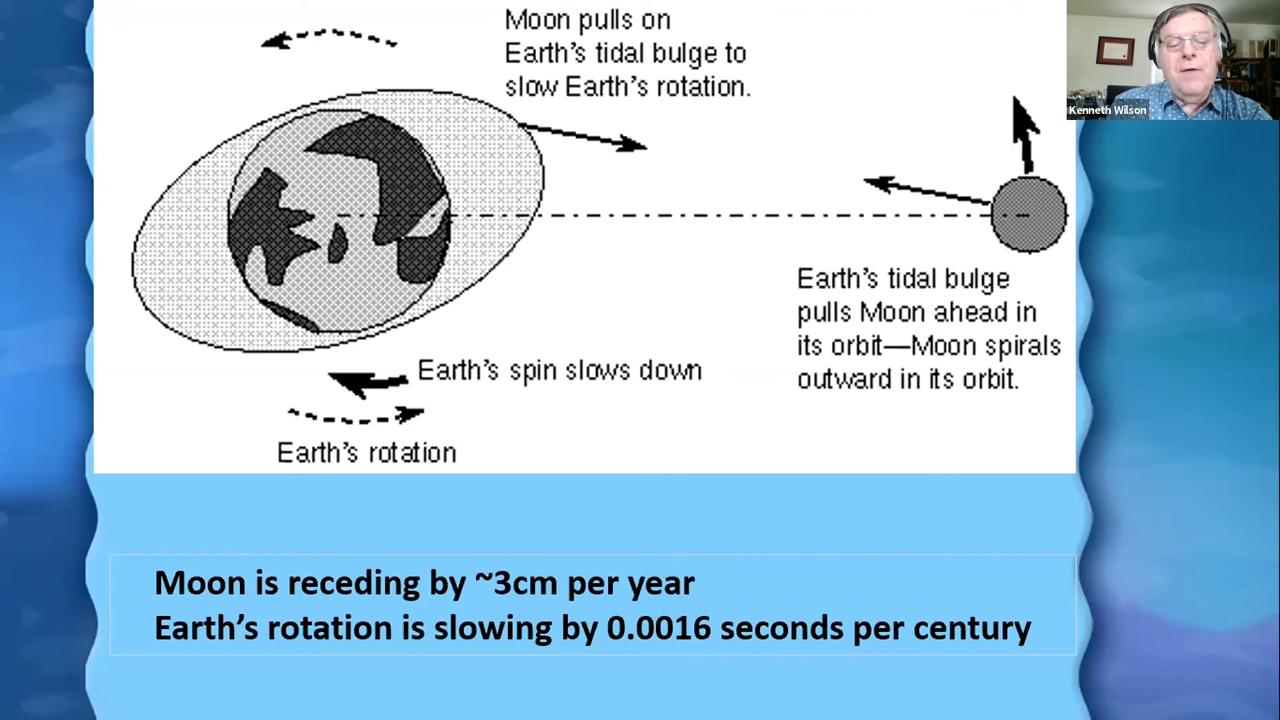 Moon pulls on
Earth's tidal bulge to
slow Earth's rotation.
Kenneth Wilson
Earth's tidal bulge
pulls Moon ahead in
its orbit—Moon spirals
outward in its orbit.
Earth's spin slows down
Earth's rotation
Moon is receding by ~3cm per year
Earth's rotation is slowing by 0.0016 seconds per century